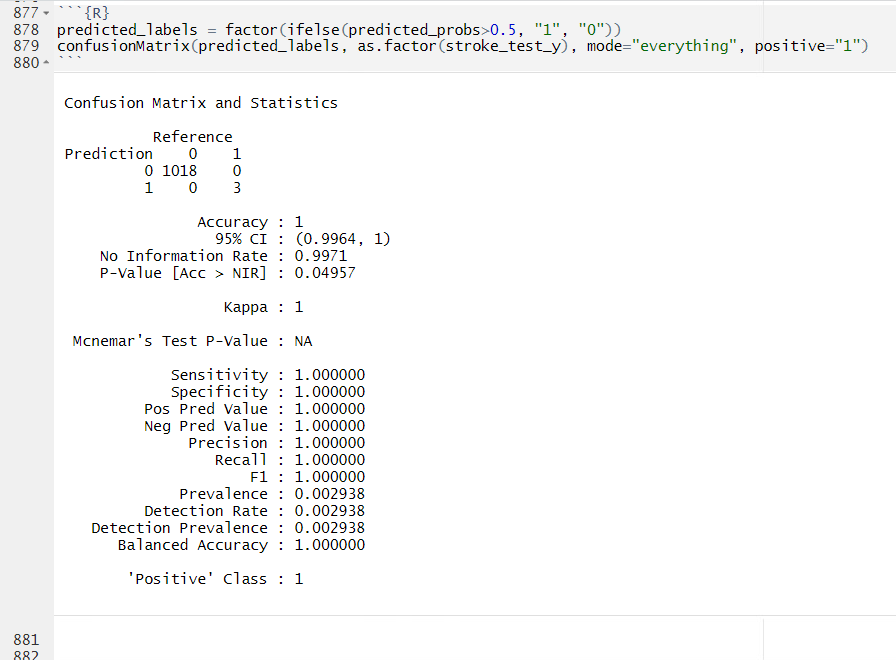 877 ```{R}
878 predicted_labels = factor(ifelse(predicted_probs>0.5, "1", "0"))
879 confusionMatrix(predicted_labels, as.factor(stroke_test_y), mode="everything", positive="1")
880 ```
Confusion Matrix and Statistics
Reference
Prediction 0 1
0 1018 0
1 0 3
Accuracy : 1
95% CI : (0.9964, 1)
No Information Rate : 0.9971
P-Value [Acc > NIR] : 0.04957
Kappa : 1
Mcnemar's Test P-Value : NA
Sensitivity : 1.000000
Specificity : 1.000000
Pos Pred Value : 1.000000
Neg Pred Value : 1.000000
Precision : 1.000000
Recall : 1.000000
F1 : 1.000000
Prevalence : 0.002938
Detection Rate : 0.002938
Detection Prevalence : 0.002938
Balanced Accuracy : 1.000000
'Positive' Class : 1
881
882